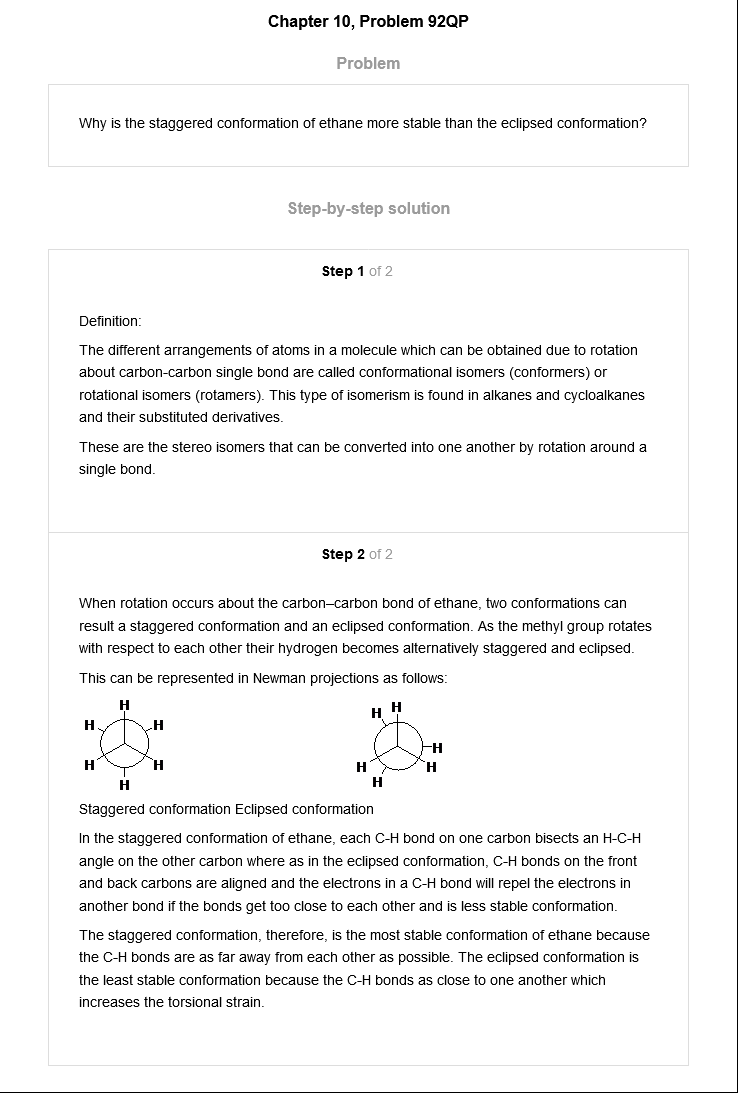 Chapter 10, Problem 92QP
Problem
Why is the staggered conformation of ethane more stable than the eclipsed conformation?
Step-by-step solution
Step 1 of 2
Definition:
The different arrangements of atoms in a molecule which can be obtained due to rotation
about carbon-carbon single bond are called conformational isomers (conformers) or
rotational isomers (rotamers). This type of isomerism is found in alkanes and cycloalkanes
and their substituted derivatives.
These are the stereo isomers that can be converted into one another by rotation around a
single bond.
Step 2 of 2
When rotation occurs about the carbon–carbon bond of ethane, two conformations can
result a staggered conformation and an eclipsed conformation. As the methyl group rotates
with respect to each other their hydrogen becomes alternatively staggered and eclipsed.
This can be represented in Newman projections as follows:
H
H H
H H
H
H H
H
H H
H
Staggered conformation Eclipsed conformation
In the staggered conformation of ethane, each C-H bond on one carbon bisects an H-C-H
angle on the other carbon where as in the eclipsed conformation, C-H bonds on the front
and back carbons are aligned and the electrons in a C-H bond will repel the electrons in
another bond if the bonds get too close to each other and is less stable conformation.
The staggered conformation, therefore, is the most stable conformation of ethane because
the C-H bonds are as far away from each other as possible. The eclipsed conformation is
the least stable conformation because the C-H bonds as close to one another which
increases the torsional strain.